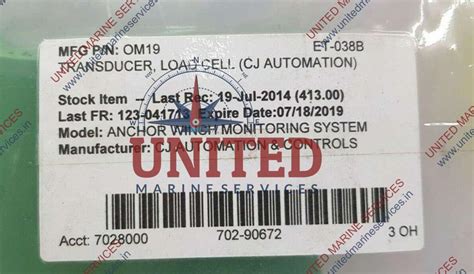 MFG P/N: OM19 ET-038B
TRANSDUCER, LOAD CELL (CJ AUTOMATION)
Stock Item - Last Rec: 19-Jul-2014 (413.00)
Last FR: 123-041713 Expire Date:07/18/2019
Model: ANCHOR WINCH MONITORING SYSTEM
Manufacturer: CJ AUTOMATION & CONTROLS
UNITED
MARINE SERVICES
Acct: 7028000 702-90672 3 OH
UNITED MARINE SERVICES
www.unitedmarineservices.in